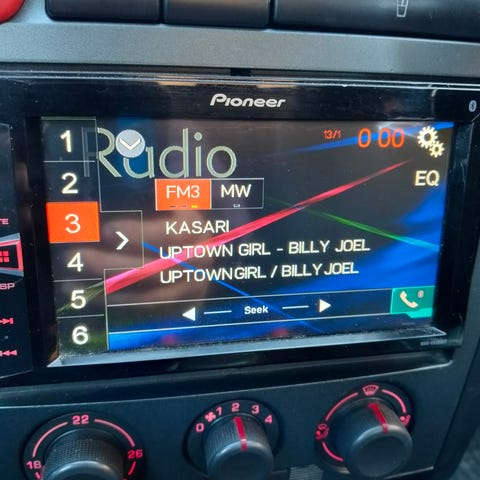 Pioneer
1
2
3
4
5
6
Radio
13/1
0:00
FM3
MW
EQ
KASARI
UPTOWN GIRL - BILLY JOEL
UPTOWNGIRL / BILLYJOEL
Seek
SP
18
22
26
0
1
2
3
4